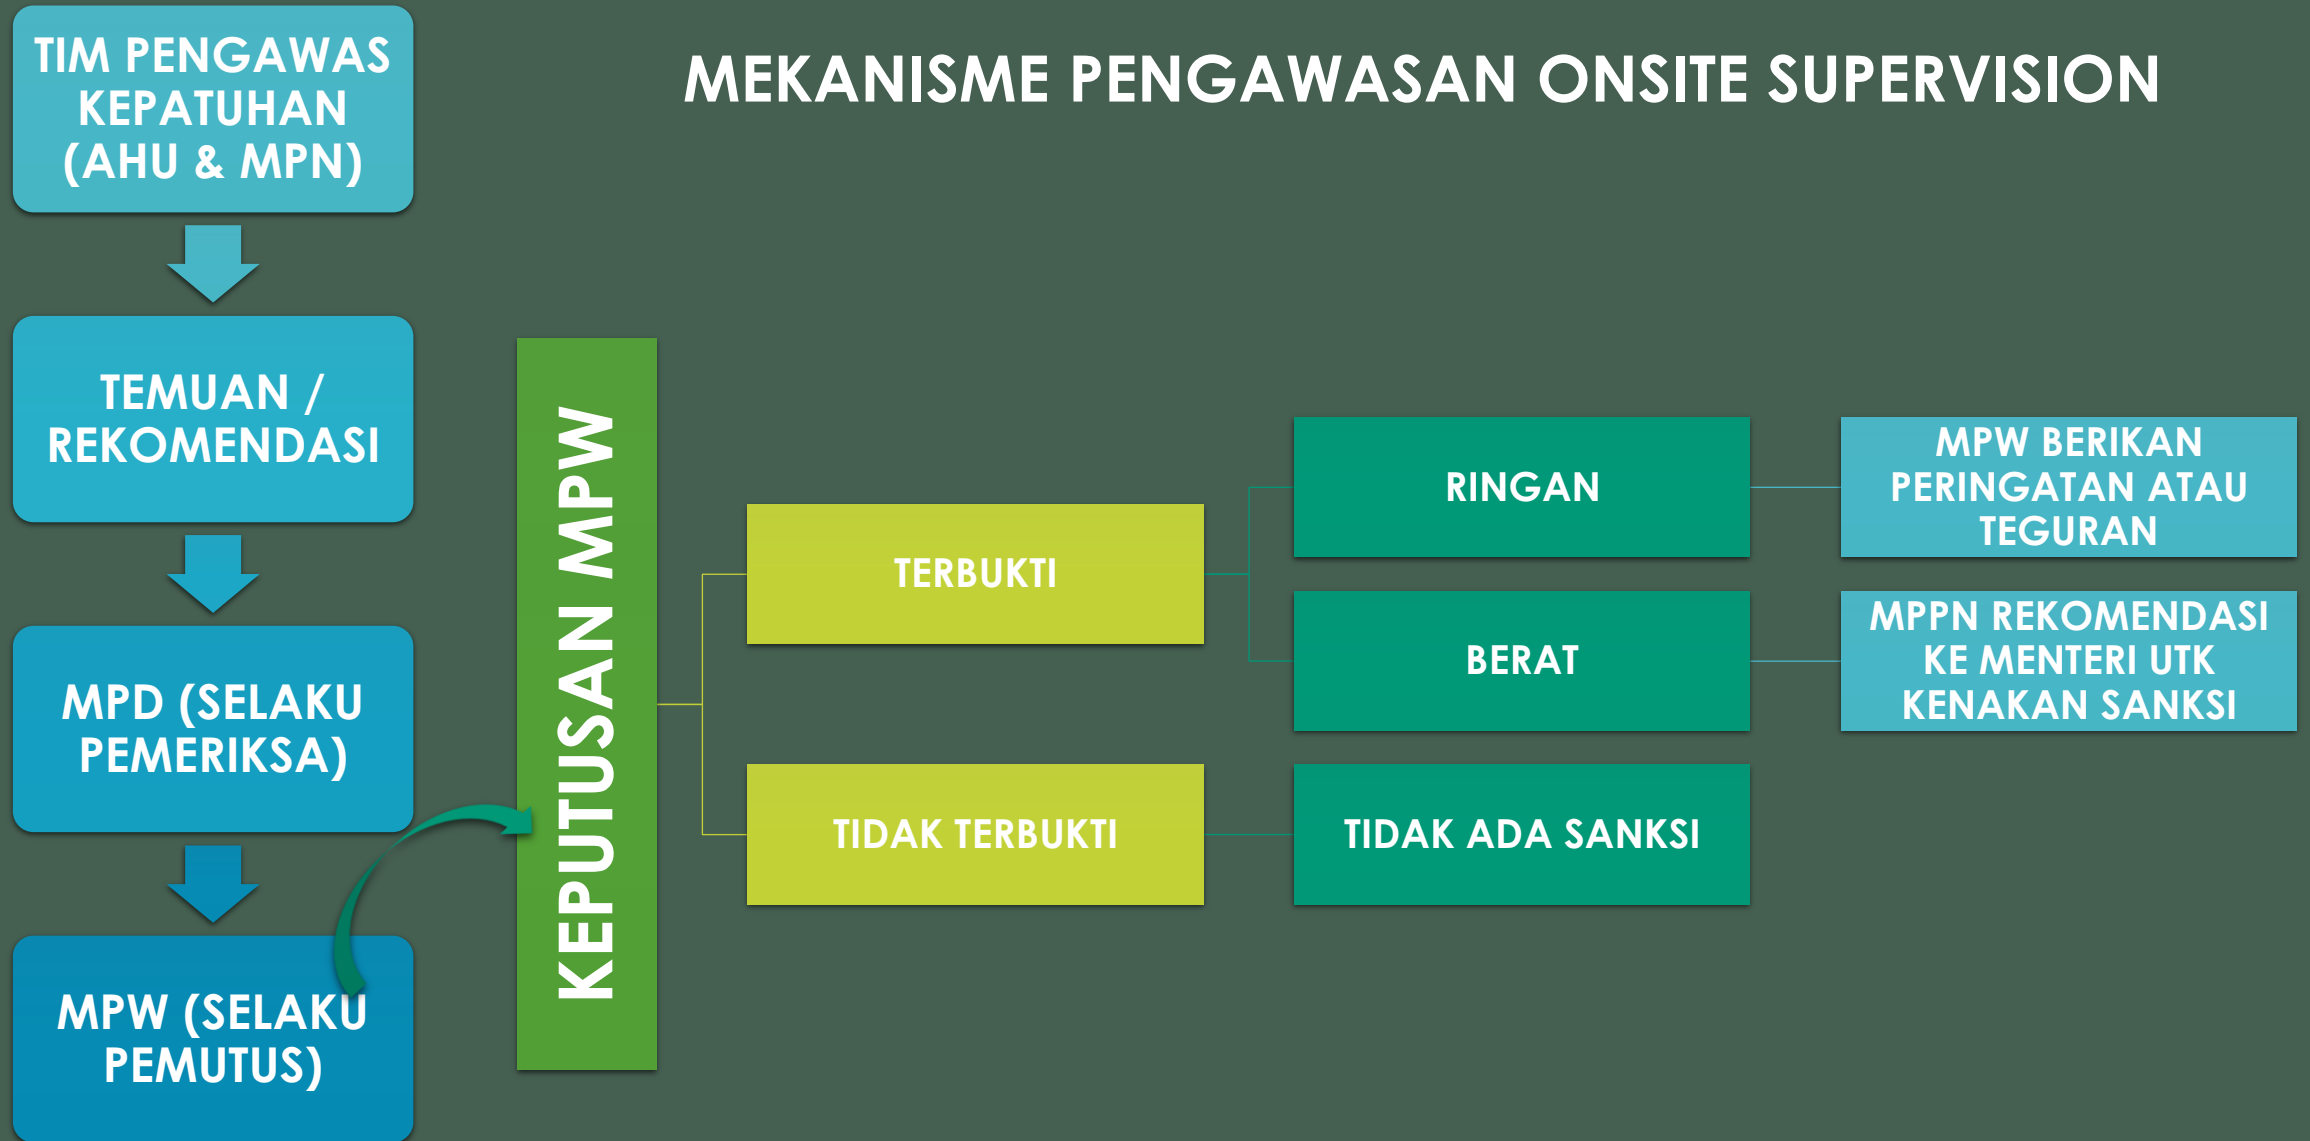 MEKANISME PENGAWASAN ONSITE SUPERVISION
TIM PENGAWAS
KEPATUHAN
(AHU & MPN)
TEMUAN /
REKOMENDASI
MPD (SELAKU
PEMERIKSA)
MPW (SELAKU
PEMUTUS)
KEPUTUSAN MPW
TERBUKTI
RINGAN
MPW BERIKAN
PERINGATAN ATAU
TEGURAN
BERAT
MPPN REKOMENDASI
KE MENTERI UTK
KENAKAN SANKSI
TIDAK TERBUKTI
TIDAK ADA SANKSI